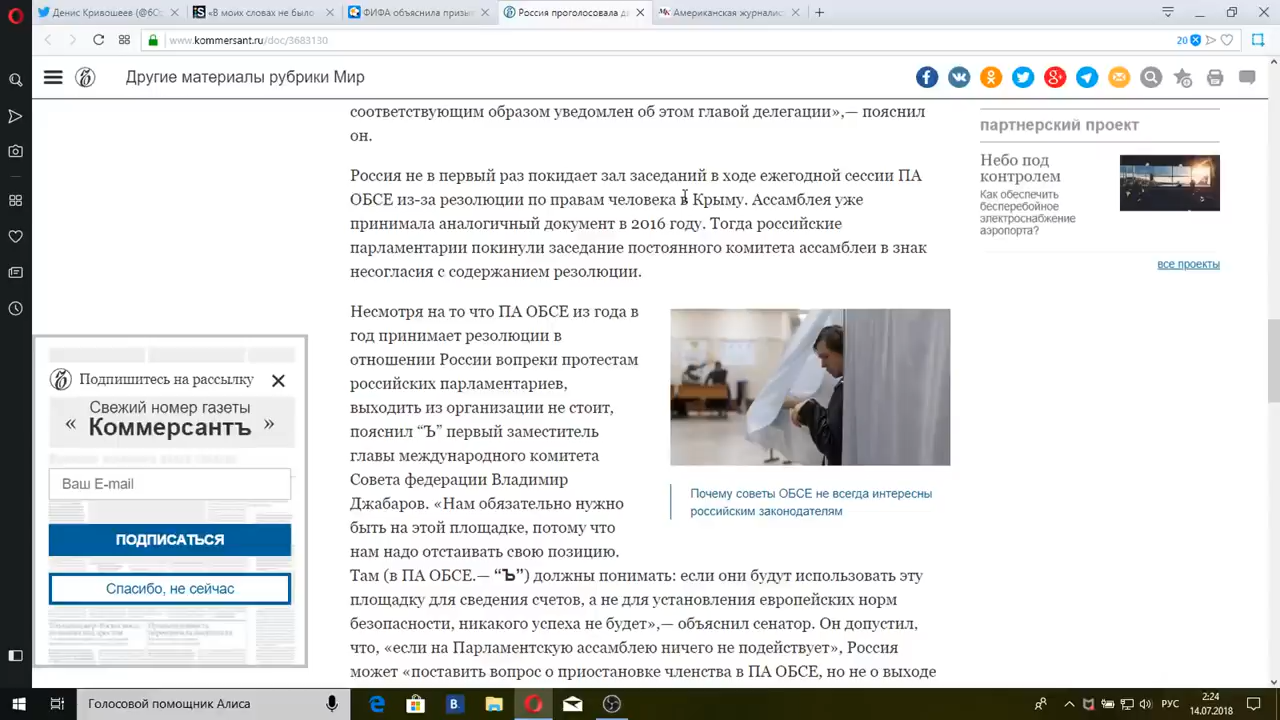 Денис Кривошеев (@6Op
«В моих словах не было
ФИФА объяснила призыв
Россия проголосовала д
Американская журналис
www.kommersant.ru/doc/3683180
20
Другие материалы рубрики Мир
соответствующим образом уведомлен об этом главой делегации»,— пояснил
он.
Россия не в первый раз покидает зал заседаний в ходе ежегодной сессии ПА
ОБСЕ из-за резолюции по правам человека в Крыму. Ассамблея уже
принимала аналогичный документ в 2016 году. Тогда российские
парламентарии покинули заседание постоянного комитета ассамблеи в знак
несогласия с содержанием резолюции.
Несмотря на то что ПА ОБСЕ из года в
год принимает резолюции в
отношении России вопреки протестам
российских парламентариев,
выходить из организации не стоит,
пояснил “Ъ” первый заместитель
главы международного комитета
Совета федерации Владимир
Джабаров. «Нам обязательно нужно
быть на этой площадке, потому что
нам надо отстаивать свою позицию.
Там (в ПА ОБСЕ.— “Ъ”) должны понимать: если они будут использовать эту
площадку для сведения счетов, а не для установления европейских норм
безопасности, никакого успеха не будет»,— объяснил сенатор. Он допустил,
что, «если на Парламентскую ассамблею ничего не подействует», Россия
может «поставить вопрос о приостановке членства в ПА ОБСЕ, но не о выходе
Почему советы ОБСЕ не всегда интересны
российским законодателям
партнерский проект
Небо под
контролем
Как обеспечить
бесперебойное
электроснабжение
аэропорта?
все проекты
Подпишитесь на рассылку
Свежий номер газеты
« Коммерсантъ »
Ваш E-mail
ПОДПИСАТЬСЯ
Спасибо, не сейчас
Голосовой помощник Алиса
РУС
2:24
14.07.2018